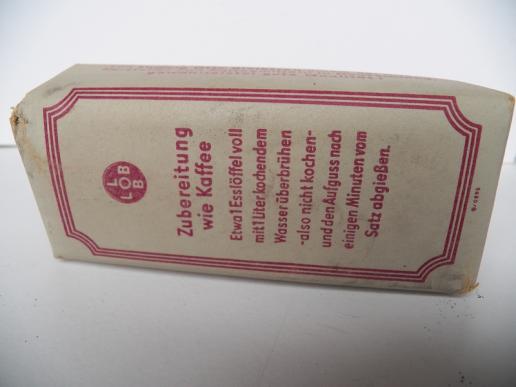 L
LOB
B
Zubereitung
wie Kaffee
Etwa 1 Esslöffel voll
mit 1 Liter kochendem
Wasser überbrühen
-also nicht kochen-
und den Aufguss nach
einigen Minuten vom
Satz abgießen.